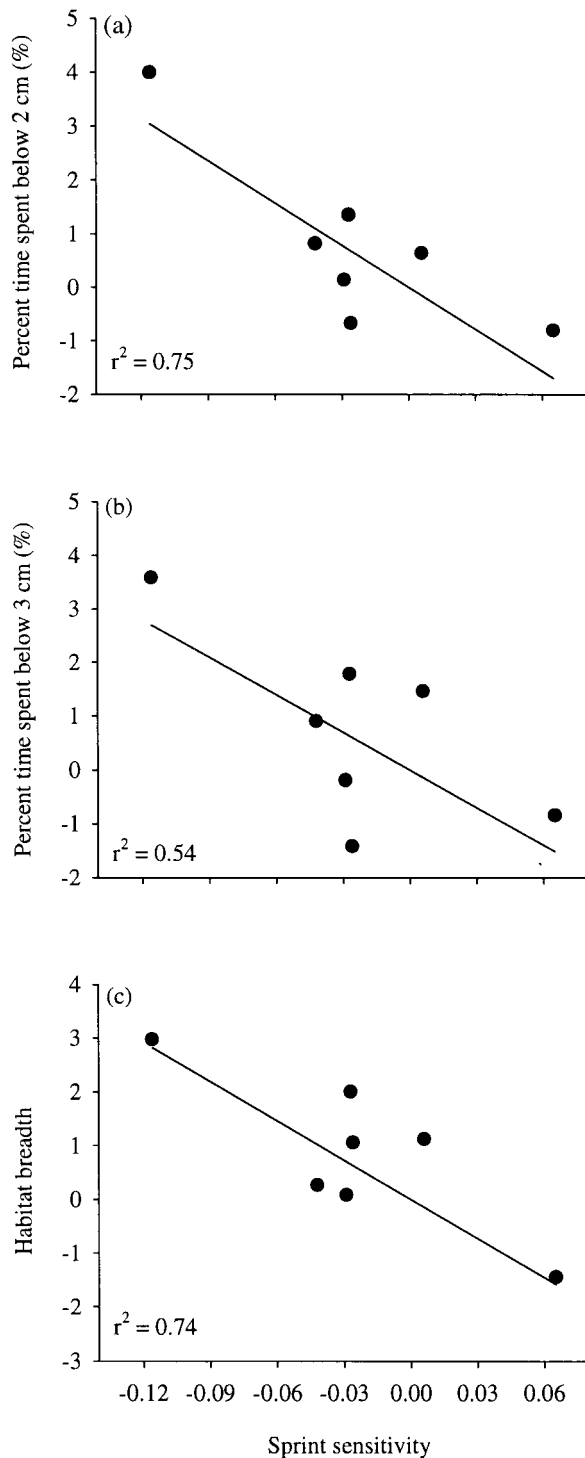 (a)
Percent time spent below 2 cm (%)
5
4
3
2
1
0
-1
-2
r² = 0.75
(b)
Percent time spent below 3 cm (%)
5
4
3
2
1
0
-1
-2
r² = 0.54
(c)
Habitat breadth
4
3
2
1
0
-1
-2
-3
r² = 0.74
-0.12 -0.09 -0.06 -0.03 0.00 0.03 0.06
Sprint sensitivity